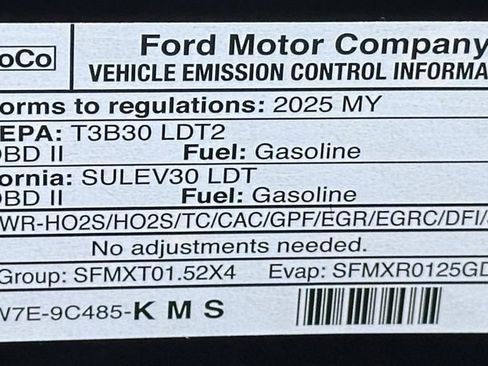 oCo
Ford Motor Company
VEHICLE EMISSION CONTROL INFORMA
orms to regulations: 2025 MY
EPA: T3B30 LDT2
OBD II Fuel: Gasoline
ornia: SULEV30 LDT
OBD II Fuel: Gasoline
WR-HO2S/HO2S/TC/CAC/GPF/EGR/EGRC/DFI/
No adjustments needed.
Group: SFMXT01.52X4 Evap: SFMXR0125GD
7E-9C485-K M S